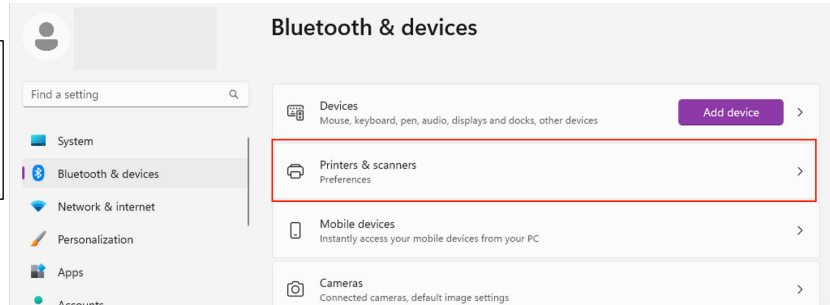 Bluetooth & devices
Find a setting
System
Bluetooth & devices
Network & internet
Personalization
Apps
Accounts
Devices
Mouse, keyboard, pen, audio, displays and docks, other devices
Add device
Printers & scanners
Preferences
Mobile devices
Instantly access your mobile devices from your PC
Cameras
Connected cameras, default image settings